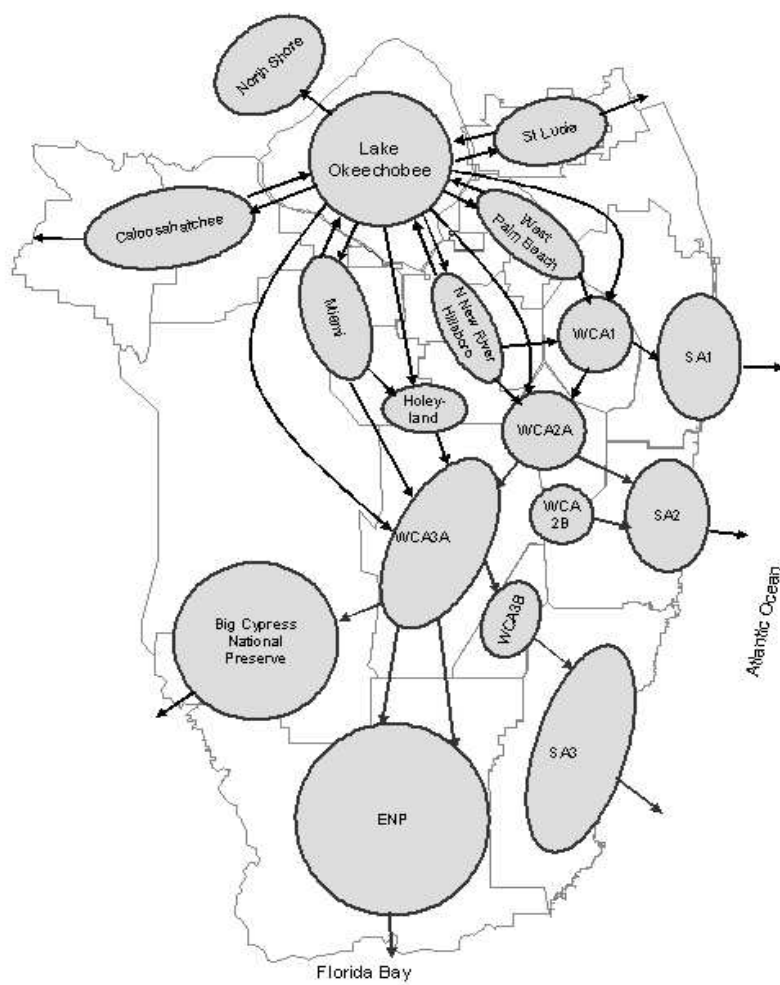 North Shore
Lake
Okeechobee
St Lucie
Caloosahatchee
West
Palm Beach
Miami
N New River
Hillsboro
WCA1
SA1
Holey-
land
WCA2A
WCA
2B
SA2
WCA3A
Big Cypress
National
Preserve
WCA3B
Atlantic Ocean
SA3
ENP
Florida Bay